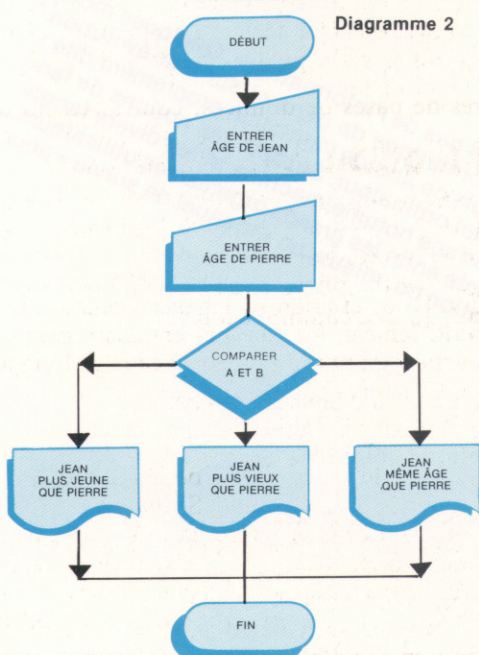 Diagramme 2
DÉBUT
ENTRER
ÂGE DE JEAN
ENTRER
ÂGE DE PIERRE
COMPARER
A ET B
JEAN
PLUS JEUNE
QUE PIERRE
JEAN
PLUS VIEUX
QUE PIERRE
JEAN
MÊME ÂGE
QUE PIERRE
FIN